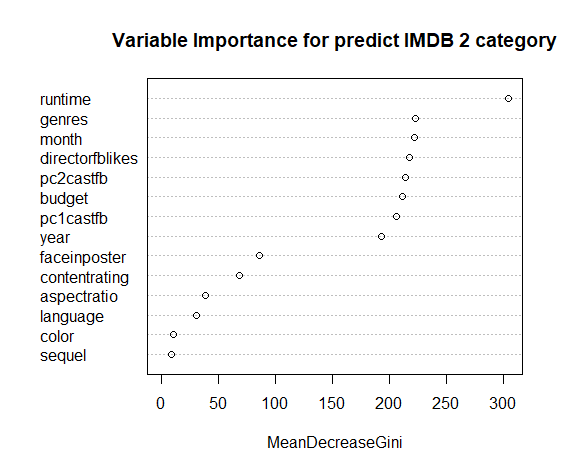 Variable Importance for predict IMDB 2 category
runtime
genres
month
directorfblikes
pc2castfb
budget
pc1castfb
year
faceinposter
contentrating
aspectratio
language
color
sequel
0 50 100 150 200 250 300
MeanDecreaseGini